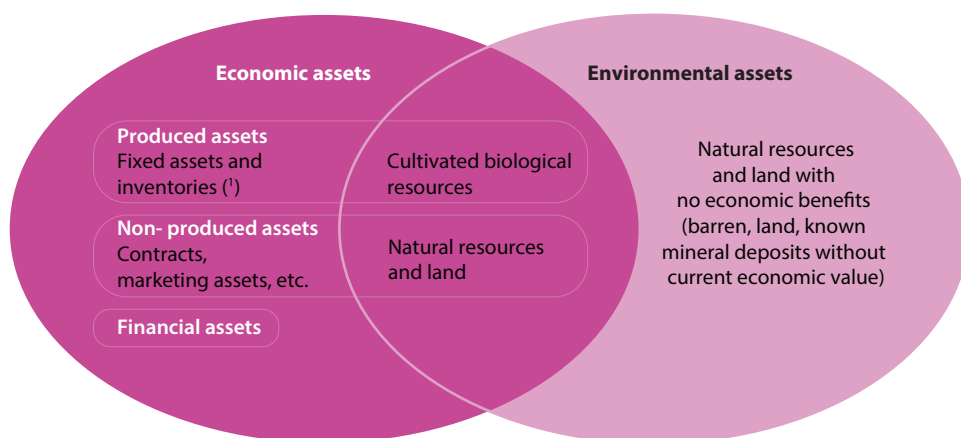 Economic assets
Environmental assets
Produced assets
Fixed assets and
inventories (¹)
Cultivated biological
resources
Non- produced assets
Contracts,
marketing assets, etc.
Natural resources
and land
Financial assets
Natural resources
and land with
no economic benefits
(barren, land, known
mineral deposits without
current economic value)